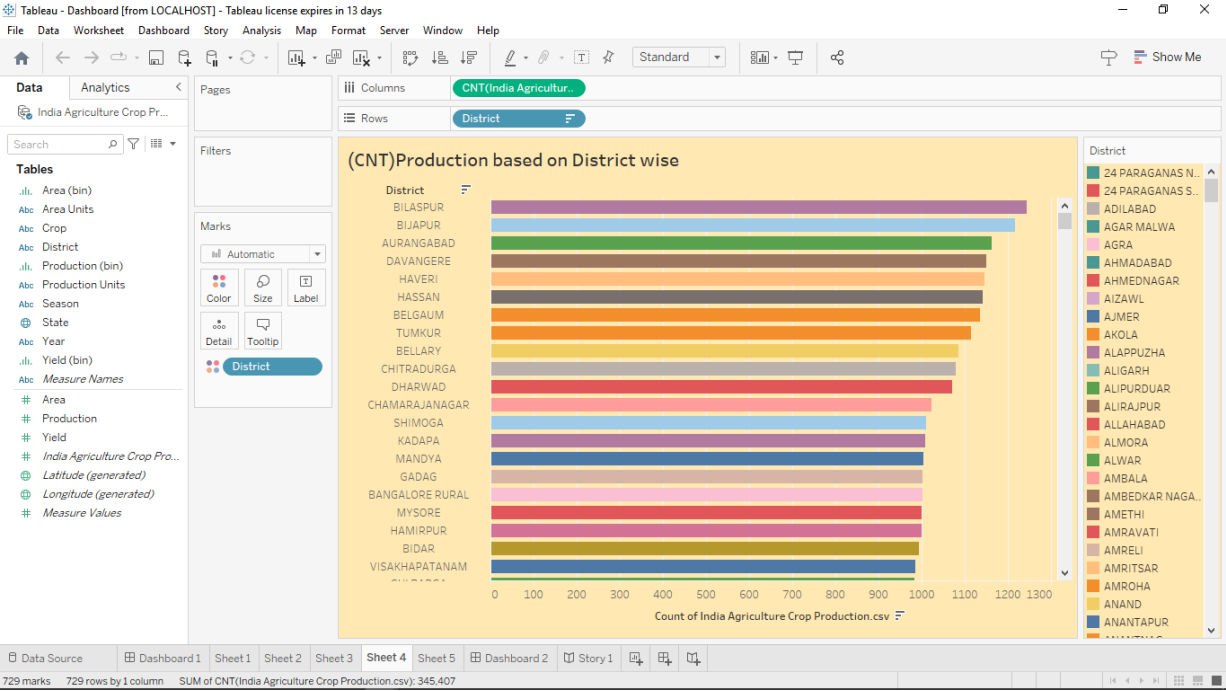 Tableau - Dashboard [from LOCALHOST] - Tableau license expires in 13 days
File Data Worksheet Dashboard Story Analysis Map Format Server Window Help
Standard
Show Me
Data Analytics
India Agriculture Crop Pr...
Search
Tables
Area (bin)
Abc Area Units
Abc Crop
Abc District
Production (bin)
Abc Production Units
Abc Season
State
Abc Year
Yield (bin)
Abc Measure Names
Area
Production
Yield
India Agriculture Crop Pro...
Latitude (generated)
Longitude (generated)
Measure Values
Pages
Filters
Marks
Automatic
Color Size Label
Detail Tooltip
District
Columns CNT(India Agricultur..
Rows District
(CNT)Production based on District wise
District
BILASPUR
BIJAPUR
AURANGABAD
DAVANGERE
HAVERI
HASSAN
BELGAUM
TUMKUR
BELLARY
CHITRADURGA
DHARWAD
CHAMARAJANAGAR
SHIMOGA
KADAPA
MANDYA
GADAG
BANGALORE RURAL
MYSORE
HAMIRPUR
BIDAR
VISAKHAPATANAM
0 100 200 300 400 500 600 700 800 900 1000 1100 1200 1300
Count of India Agriculture Crop Production.csv
District
24 PARAGANAS N..
24 PARAGANAS S..
ADILABAD
AGAR MALWA
AGRA
AHMADABAD
AHMEDNAGAR
AIZAWL
AJMER
AKOLA
ALAPPUZHA
ALIGARH
ALIPURDUAR
ALIRAJPUR
ALLAHABAD
ALMORA
ALWAR
AMBALA
AMBEDKAR NAGA..
AMETHI
AMRAVATI
AMRELI
AMRITSAR
AMROHA
ANAND
ANANTAPUR
Data Source Dashboard 1 Sheet 1 Sheet 2 Sheet 3 Sheet 4 Sheet 5 Dashboard 2 Story 1
729 marks 729 rows by 1 column SUM of CNT(India Agriculture Crop Production.csv): 345,407